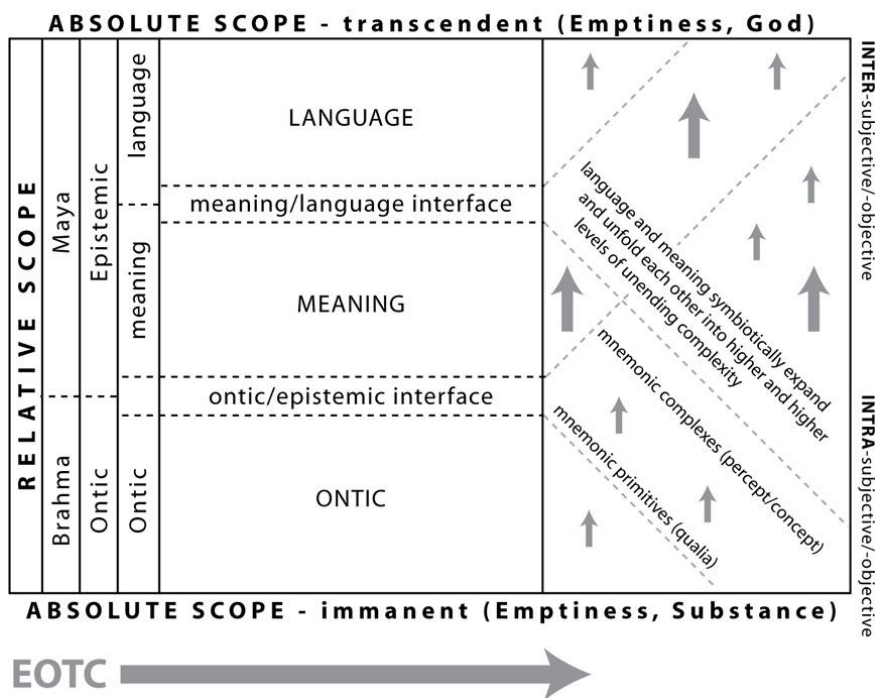 ABSOLUTE SCOPE - transcendent (Emptiness, God)
RELATIVE SCOPE
Maya
Brahma
Epistemic
Ontic
language
meaning
Ontic
LANGUAGE
meaning/language interface
MEANING
ontic/epistemic interface
ONTIC
language and meaning symbiotically expand
and unfold each other into higher and higher
levels of unending complexity
mnemonic complexes (percept/concept)
mnemonic primitives (qualia)
INTER-subjective/-objective
INTRA-subjective/-objective
ABSOLUTE SCOPE - immanent (Emptiness, Substance)
EOTC